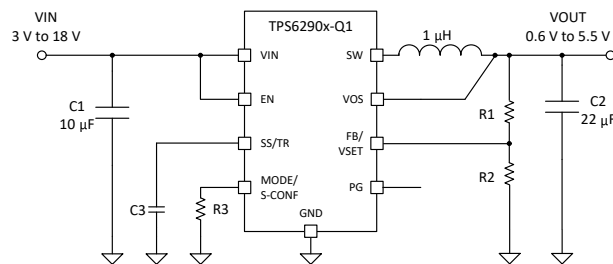 VIN
3 V to 18 V
TPS6290x-Q1
VOUT
0.6 V to 5.5 V
1 µH
VIN
SW
EN
VOS
C1
10 µF
C2
22 µF
R1
SS/TR
FB/
VSET
R2
MODE/
S-CONF
PG
C3
R3
GND